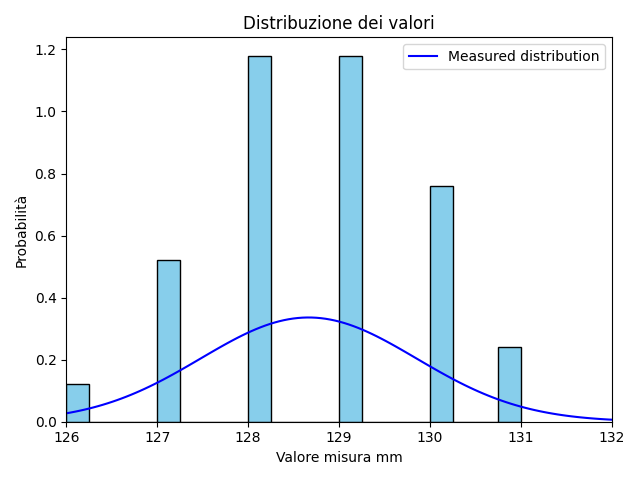 Distribuzione dei valori
Measured distribution
1.2
1.0
0.8
0.6
0.4
0.2
0.0
Probabilità
126 127 128 129 130 131 132
Valore misura mm